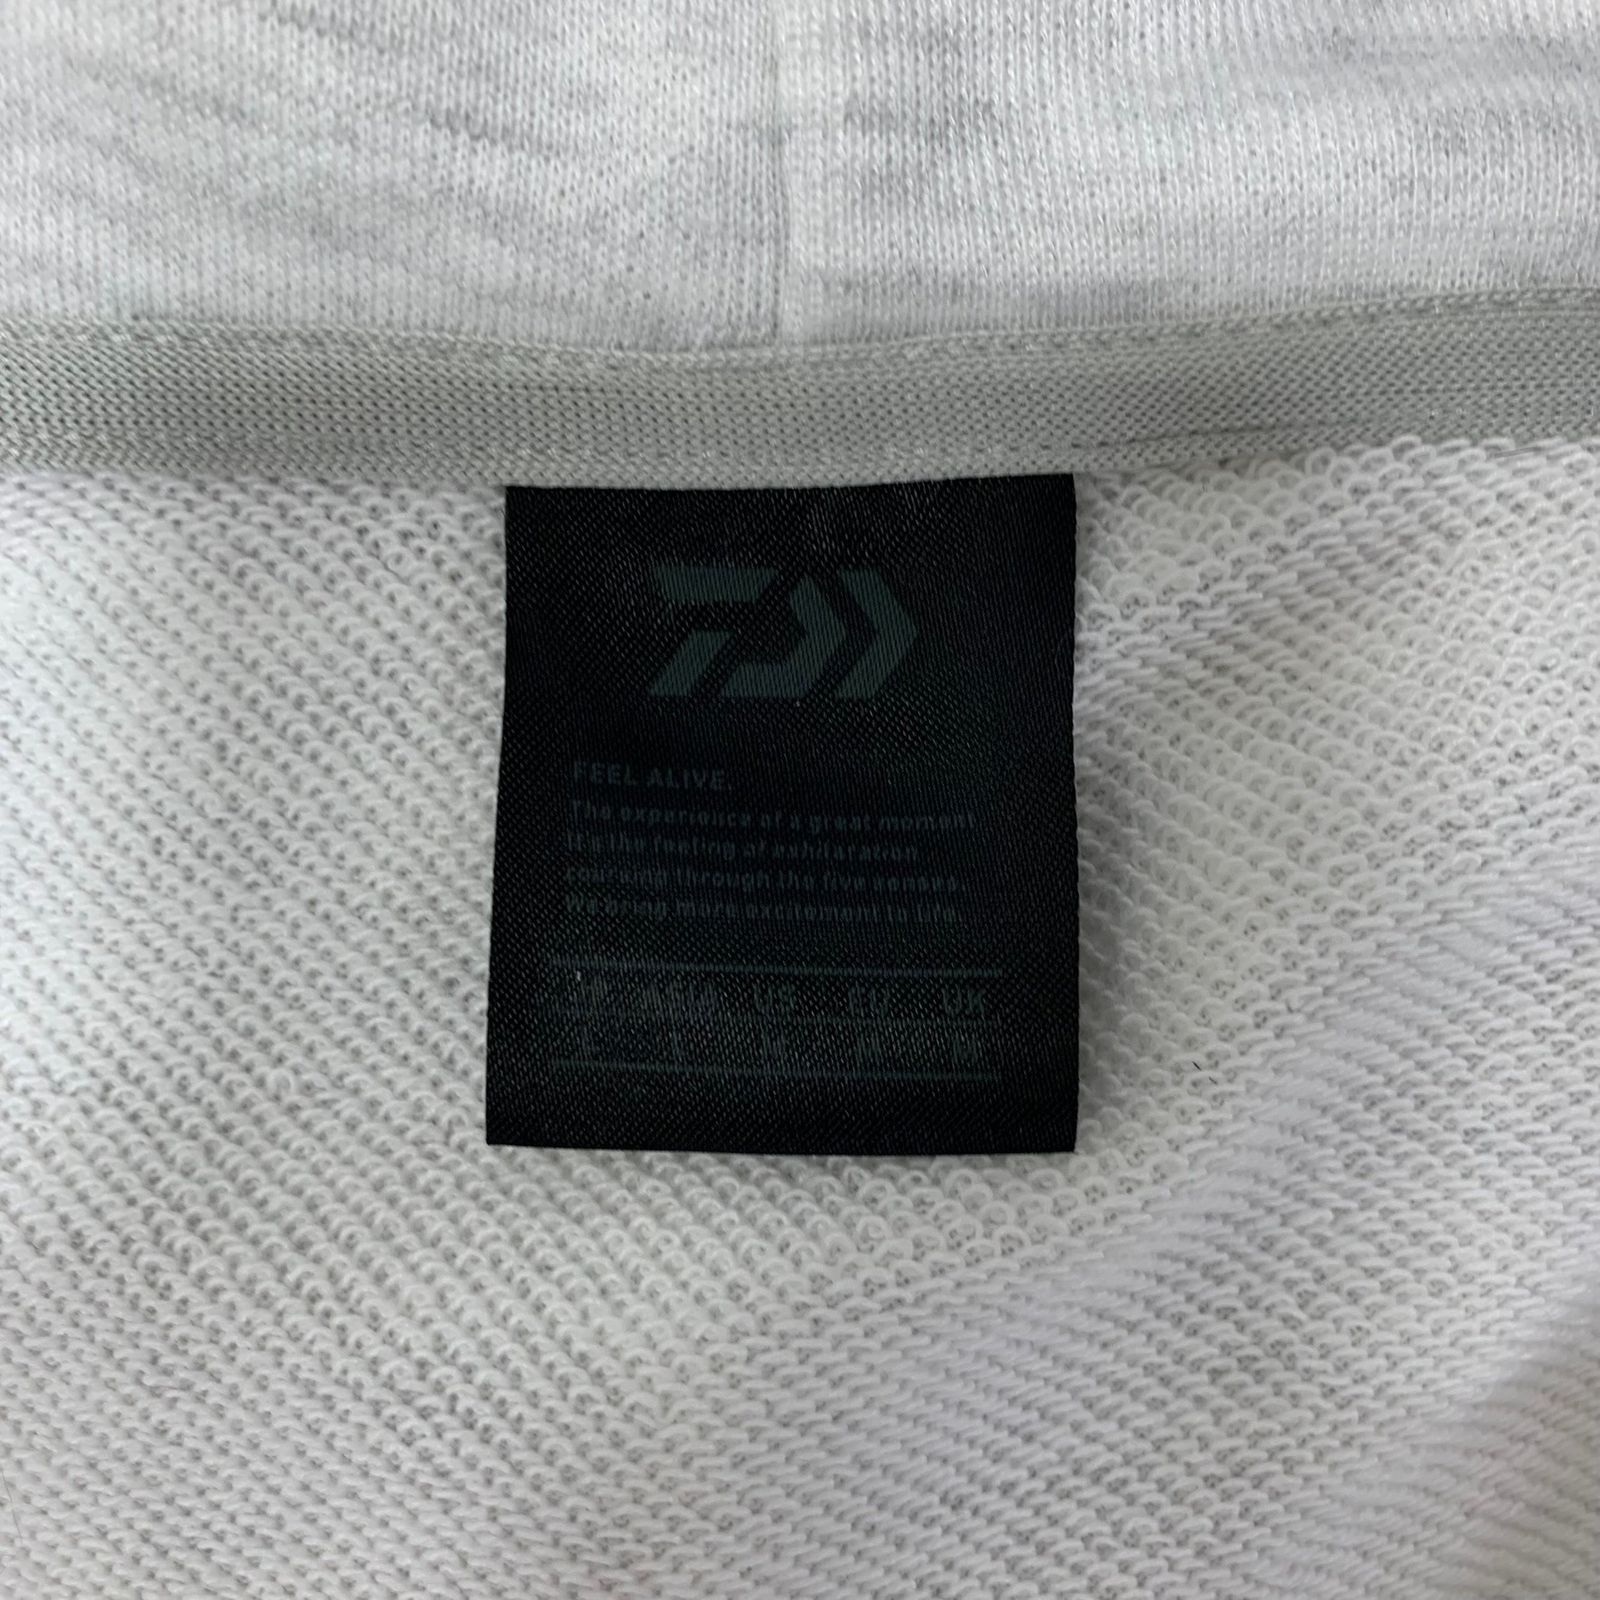 FEEL ALIVE.
The experience of a great moment
It's the feeling of exhilaration
coursing through the five senses.
We bring more excitement to Life.
JP ASIA US EU UK
L L M M M